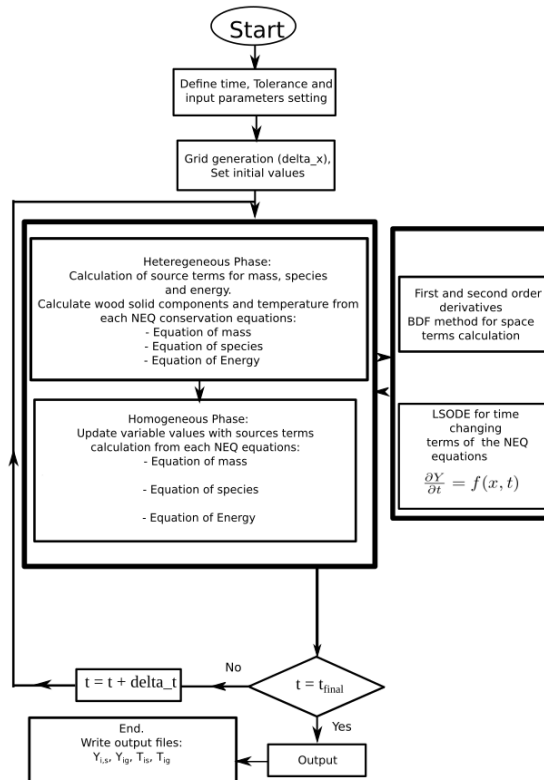 Start
Define time, Tolerance and
input parameters setting
Grid generation (delta_x),
Set initial values
Heteregeneous Phase:
Calculation of source terms for mass, species
and energy.
Calculate wood solid components and temperature from
each NEQ conservation equations:
- Equation of mass
- Equation of species
- Equation of Energy
Homogeneous Phase:
Update variable values with sources terms
calculation from each NEQ equations:
- Equation of mass
- Equation of species
- Equation of Energy
First and second order
derivatives
BDF method for space
terms calculation
LSODE for time
changing
terms of the NEQ
equations
∂Y/∂t = f(x, t)
t = t_final
No
t = t + delta_t
Yes
Output
End.
Write output files:
Y_i,s, Y_ig, T_is, T_ig